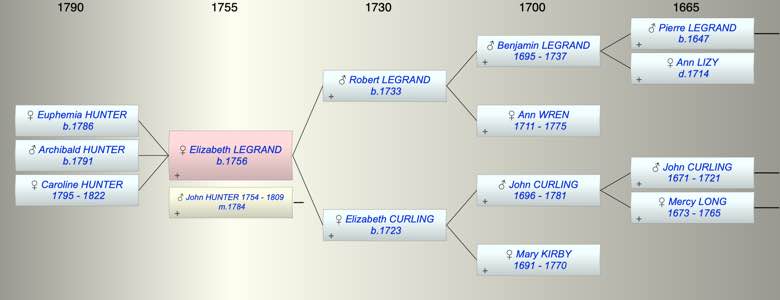 1790
1755
1730
1700
1665
♀ Euphemia HUNTER
b.1786
♂ Archibald HUNTER
b.1791
♀ Caroline HUNTER
1795 - 1822
♀ Elizabeth LEGRAND
b.1756
+
♂ John HUNTER 1754 - 1809
m.1784
+
♂ Robert LEGRAND
b.1733
+
♀ Elizabeth CURLING
b.1723
+
♂ Benjamin LEGRAND
1695 - 1737
+
♀ Ann WREN
1711 - 1775
+
♂ John CURLING
1696 - 1781
+
♀ Mary KIRBY
1691 - 1770
+
♂ Pierre LEGRAND
b.1647
+
♀ Ann LIZY
d.1714
+
♂ John CURLING
1671 - 1721
+
♀ Mercy LONG
1673 - 1765
+